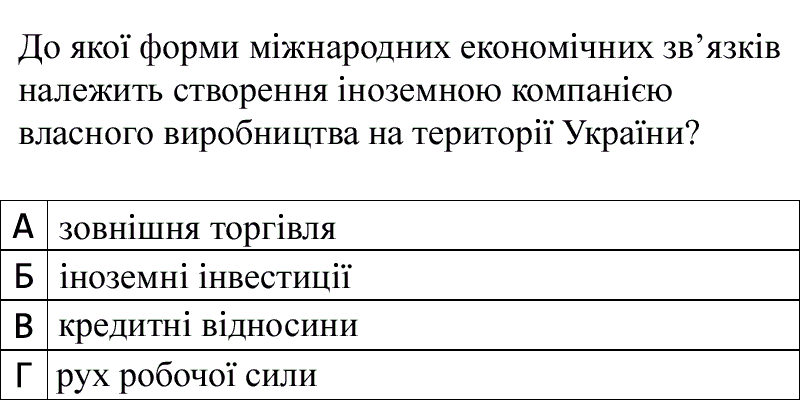 До якої форми міжнародних економічних зв’язків
належить створення іноземною компанією
власного виробництва на території України?
А зовнішня торгівля
Б іноземні інвестиції
В кредитні відносини
Г рух робочої сили